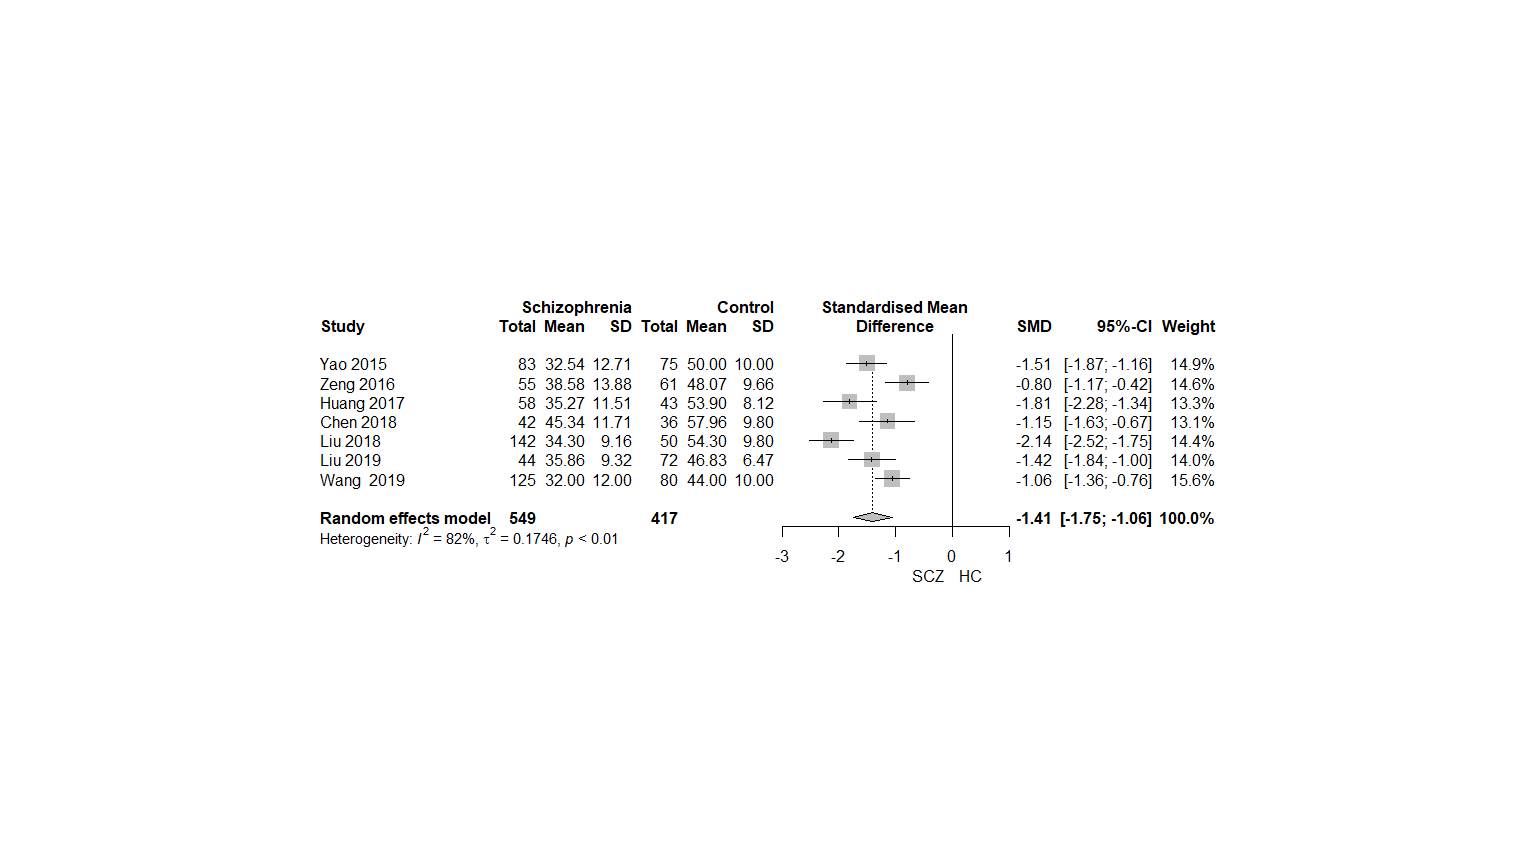 Schizophrenia Control Standardised Mean
Study Total Mean SD Total Mean SD Difference SMD 95%-CI Weight
Yao 2015 83 32.54 12.71 75 50.00 10.00 -1.51 [-1.87; -1.16] 14.9%
Zeng 2016 55 38.58 13.88 61 48.07 9.66 -0.80 [-1.17; -0.42] 14.6%
Huang 2017 58 35.27 11.51 43 53.90 8.12 -1.81 [-2.28; -1.34] 13.3%
Chen 2018 42 45.34 11.71 36 57.96 9.80 -1.15 [-1.63; -0.67] 13.1%
Liu 2018 142 34.30 9.16 50 54.30 9.80 -2.14 [-2.52; -1.75] 14.4%
Liu 2019 44 35.86 9.32 72 46.83 6.47 -1.42 [-1.84; -1.00] 14.0%
Wang 2019 125 32.00 12.00 80 44.00 10.00 -1.06 [-1.36; -0.76] 15.6%
Random effects model 549 417 -1.41 [-1.75; -1.06] 100.0%
Heterogeneity: I² = 82%, τ² = 0.1746, p < 0.01
-3 -2 -1 0 1
SCZ HC